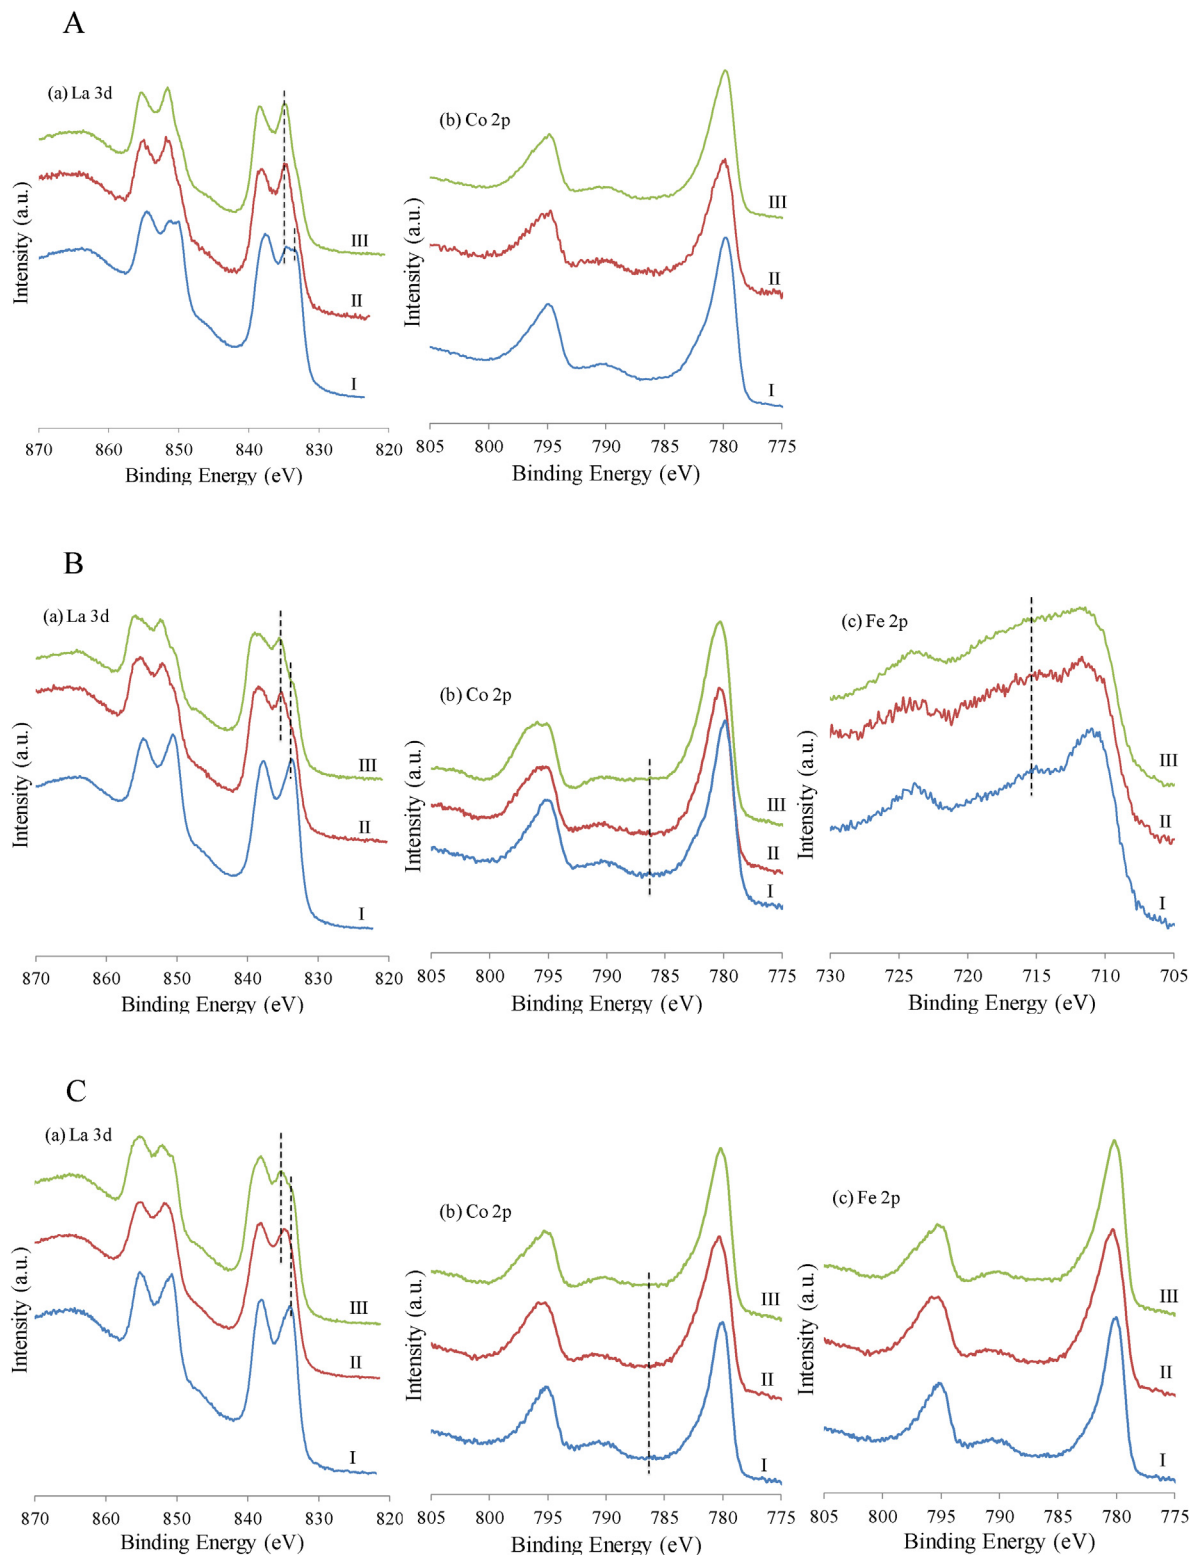 A
(a) La 3d
(b) Co 2p
Intensity (a.u.)
Intensity (a.u.)
III
II
I
III
II
I
870 860 850 840 830 820
805 800 795 790 785 780 775
Binding Energy (eV)
Binding Energy (eV)
B
(a) La 3d
(b) Co 2p
(c) Fe 2p
Intensity (a.u.)
Intensity (a.u.)
Intensity (a.u.)
III
II
I
III
II
I
III
II
I
870 860 850 840 830 820
805 800 795 790 785 780 775
730 725 720 715 710 705
Binding Energy (eV)
Binding Energy (eV)
Binding Energy (eV)
C
(a) La 3d
(b) Co 2p
(c) Fe 2p
Intensity (a.u.)
Intensity (a.u.)
Intensity (a.u.)
III
II
I
III
II
I
III
II
I
870 860 850 840 830 820
805 800 795 790 785 780 775
805 800 795 790 785 780 775
Binding Energy (eV)
Binding Energy (eV)
Binding Energy (eV)